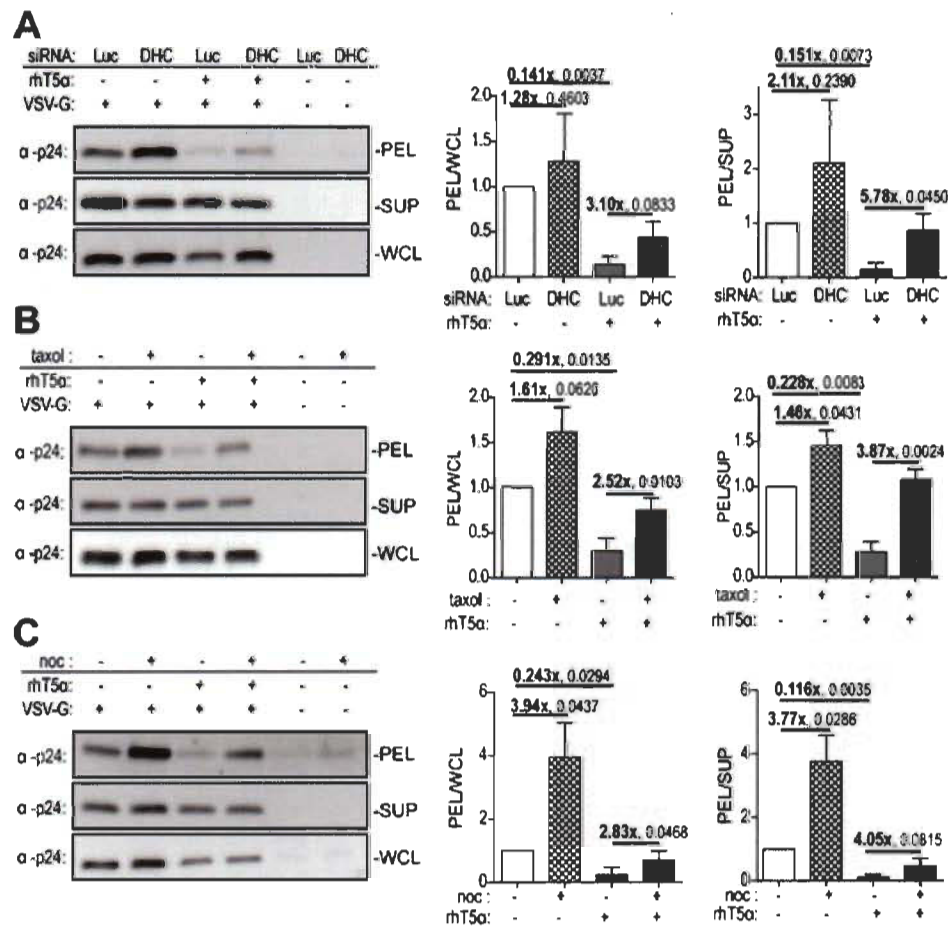 A
siRNA: Luc DHC Luc DHC Luc DHC
rhT5α: - - + + - -
VSV-G: + + + + - -
α-p24: -PEL
α-p24: -SUP
α-p24: -WCL
PEL/WCL
2.0
1.0
0.5
0.0
0.141x, 0.0037
1.28x, 0.4603
3.10x, 0.0833
siRNA: Luc DHC Luc DHC
rhT5α: - - + +
PEL/SUP
3
2
1
0
0.151x, 0.0073
2.11x, 0.2390
5.78x, 0.0450
siRNA: Luc DHC Luc DHC
rhT5α: - - + +
B
taxol : - + - + - +
rhT5α: - - + + - -
VSV-G: + + + + - -
α-p24: -PEL
α-p24: -SUP
α-p24: -WCL
PEL/WCL
2.0
1.5
1.0
0.5
0.0
0.291x, 0.0135
1.61x, 0.0626
2.52x, 0.0103
taxol : - + - +
rhT5α: - - + +
PEL/SUP
2.0
1.5
1.0
0.5
0.0
0.228x, 0.0083
1.46x, 0.0431
3.87x, 0.0024
taxol : - + - +
rhT5α: - - + +
C
noc : - + - + - +
rhT5α: - - + + - -
VSV-G: + + + + - -
α-p24: -PEL
α-p24: -SUP
α-p24: -WCL
PEL/WCL
6
4
2
0
0.243x, 0.0294
3.94x, 0.0437
2.83x, 0.0468
noc : - + - +
rhT5α: - - + +
PEL/SUP
6
4
2
0
0.116x, 0.0035
3.77x, 0.0286
4.05x, 0.0815
noc : - + - +
rhT5α: - - + +